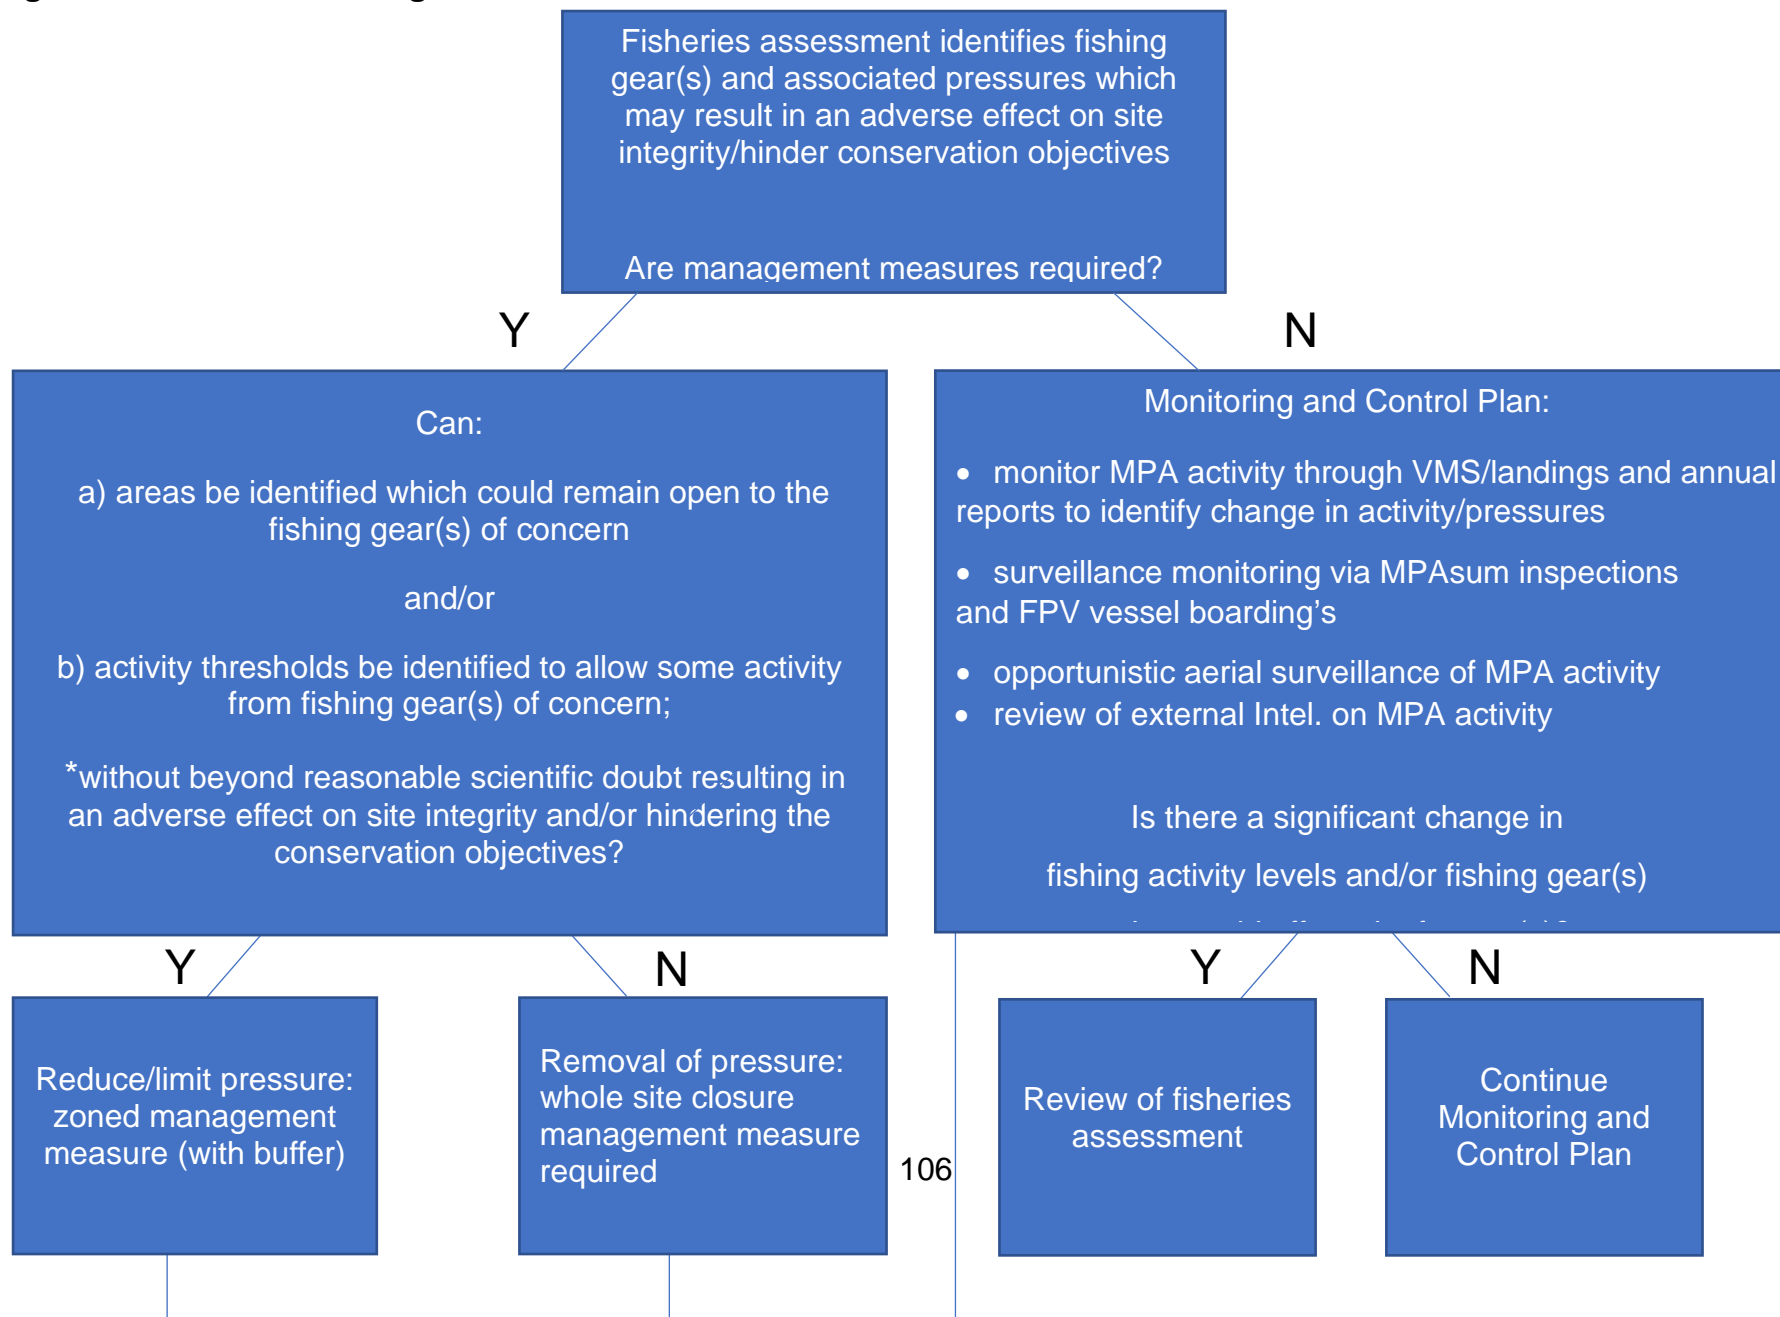 Fisheries assessment identifies fishing
gear(s) and associated pressures which
may result in an adverse effect on site
integrity/hinder conservation objectives
Are management measures required?
Y
N
Can:
a) areas be identified which could remain open to the
fishing gear(s) of concern
and/or
b) activity thresholds be identified to allow some activity
from fishing gear(s) of concern;
*without beyond reasonable scientific doubt resulting in
an adverse effect on site integrity and/or hindering the
conservation objectives?
Monitoring and Control Plan:
• monitor MPA activity through VMS/landings and annual
reports to identify change in activity/pressures
• surveillance monitoring via MPAsum inspections
and FPV vessel boarding’s
• opportunistic aerial surveillance of MPA activity
• review of external Intel. on MPA activity
Is there a significant change in
fishing activity levels and/or fishing gear(s)
Y
N
Y
N
Reduce/limit pressure:
zoned management
measure (with buffer)
Removal of pressure:
whole site closure
management measure
required
Review of fisheries
assessment
Continue
Monitoring and
Control Plan
106